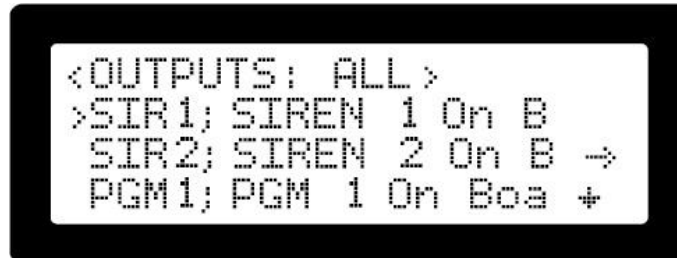 <OUTPUTS: ALL>
>SIR1; SIREN 1 On B
SIR2; SIREN 2 On B →
PGM1; PGM 1 On Boa ↓